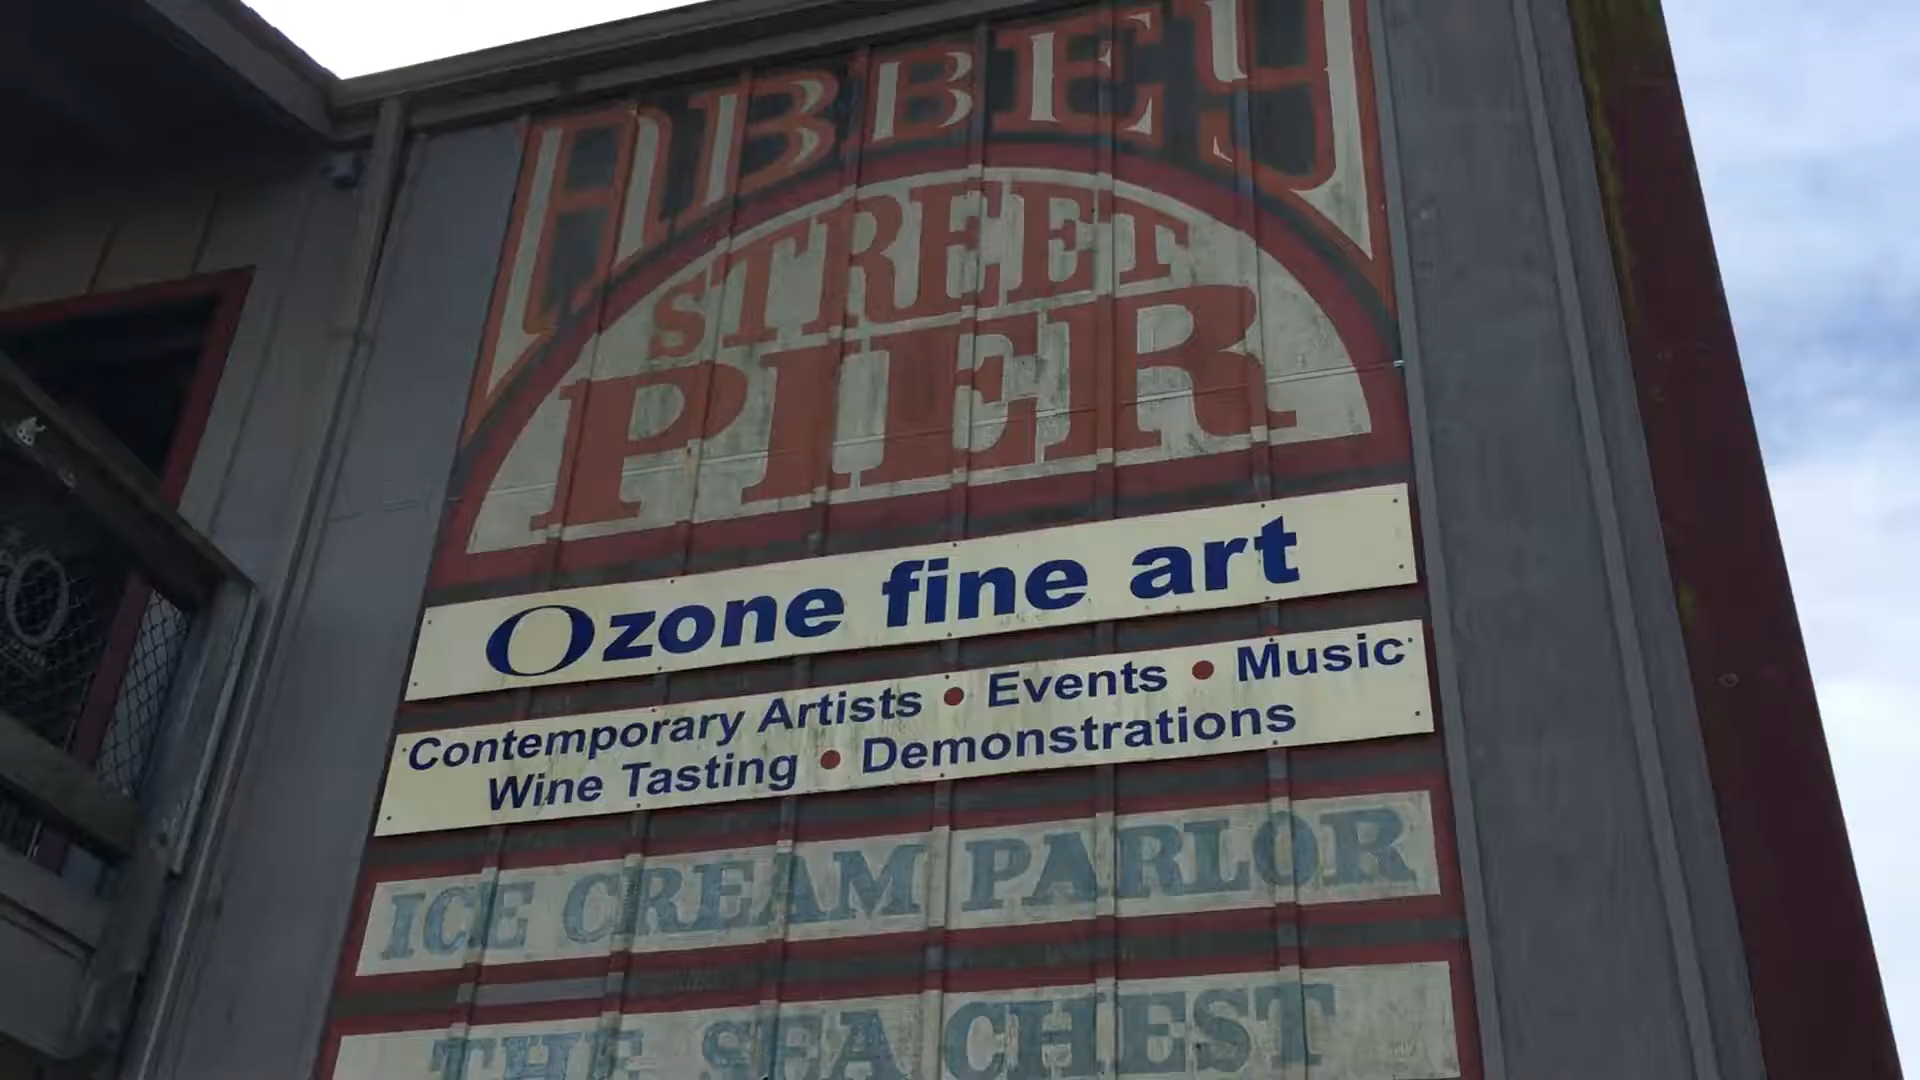 ABBEY
STREET
PIER
Ozone fine art
Contemporary Artists • Events • Music
Wine Tasting • Demonstrations
ICE CREAM PARLOR
THE SEA CHEST